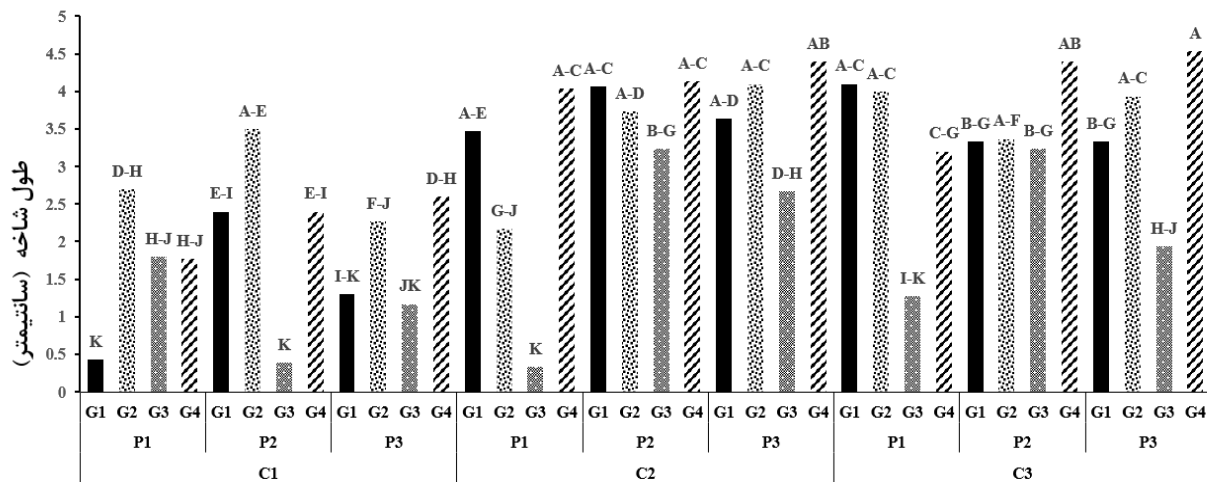 طول شاخه (سانتیمتر)
5
4.5
4
3.5
3
2.5
2
1.5
1
0.5
0
K
D-H
H-J
H-J
E-I
A-E
K
E-I
I-K
F-J
JK
D-H
A-E
G-J
K
A-C
A-C
A-D
B-G
A-C
A-D
A-C
D-H
AB
A-C
A-C
I-K
C-G
B-G
A-F
B-G
AB
B-G
A-C
H-J
A
G1 G2 G3 G4 G1 G2 G3 G4 G1 G2 G3 G4 G1 G2 G3 G4 G1 G2 G3 G4 G1 G2 G3 G4 G1 G2 G3 G4 G1 G2 G3 G4 G1 G2 G3 G4
P1 P2 P3 P1 P2 P3 P1 P2 P3
C1 C2 C3